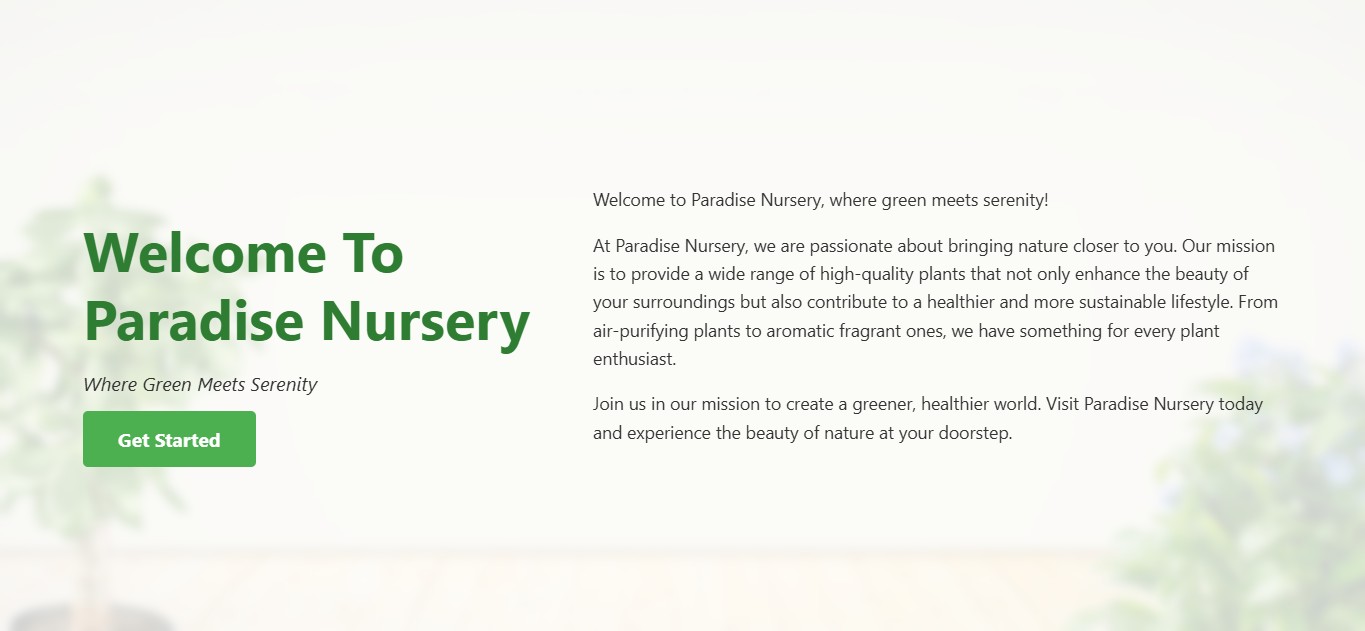 Welcome To
Paradise Nursery
Where Green Meets Serenity
Get Started
Welcome to Paradise Nursery, where green meets serenity!
At Paradise Nursery, we are passionate about bringing nature closer to you. Our mission
is to provide a wide range of high-quality plants that not only enhance the beauty of
your surroundings but also contribute to a healthier and more sustainable lifestyle. From
air-purifying plants to aromatic fragrant ones, we have something for every plant
enthusiast.
Join us in our mission to create a greener, healthier world. Visit Paradise Nursery today
and experience the beauty of nature at your doorstep.